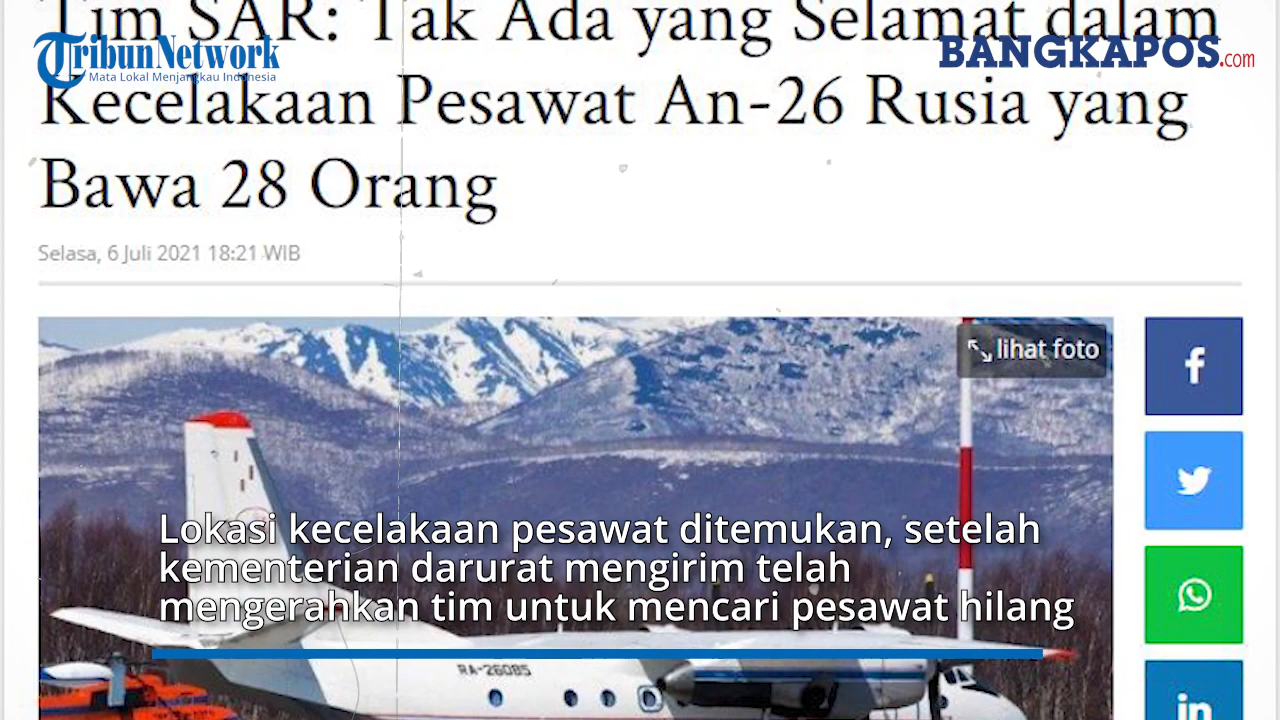 Tim SAR: Tak Ada yang Selamat dalam
TribunNetwork
Mata Lokal Menjangkau Indonesia
BANGKAPOS.com
Kecelakaan Pesawat An-26 Rusia yang
Bawa 28 Orang
Selasa, 6 Juli 2021 18:21 WIB
lihat foto
Lokasi kecelakaan pesawat ditemukan, setelah
kementerian darurat mengirim telah
mengerahkan tim untuk mencari pesawat hilang
RA-26085
f
in